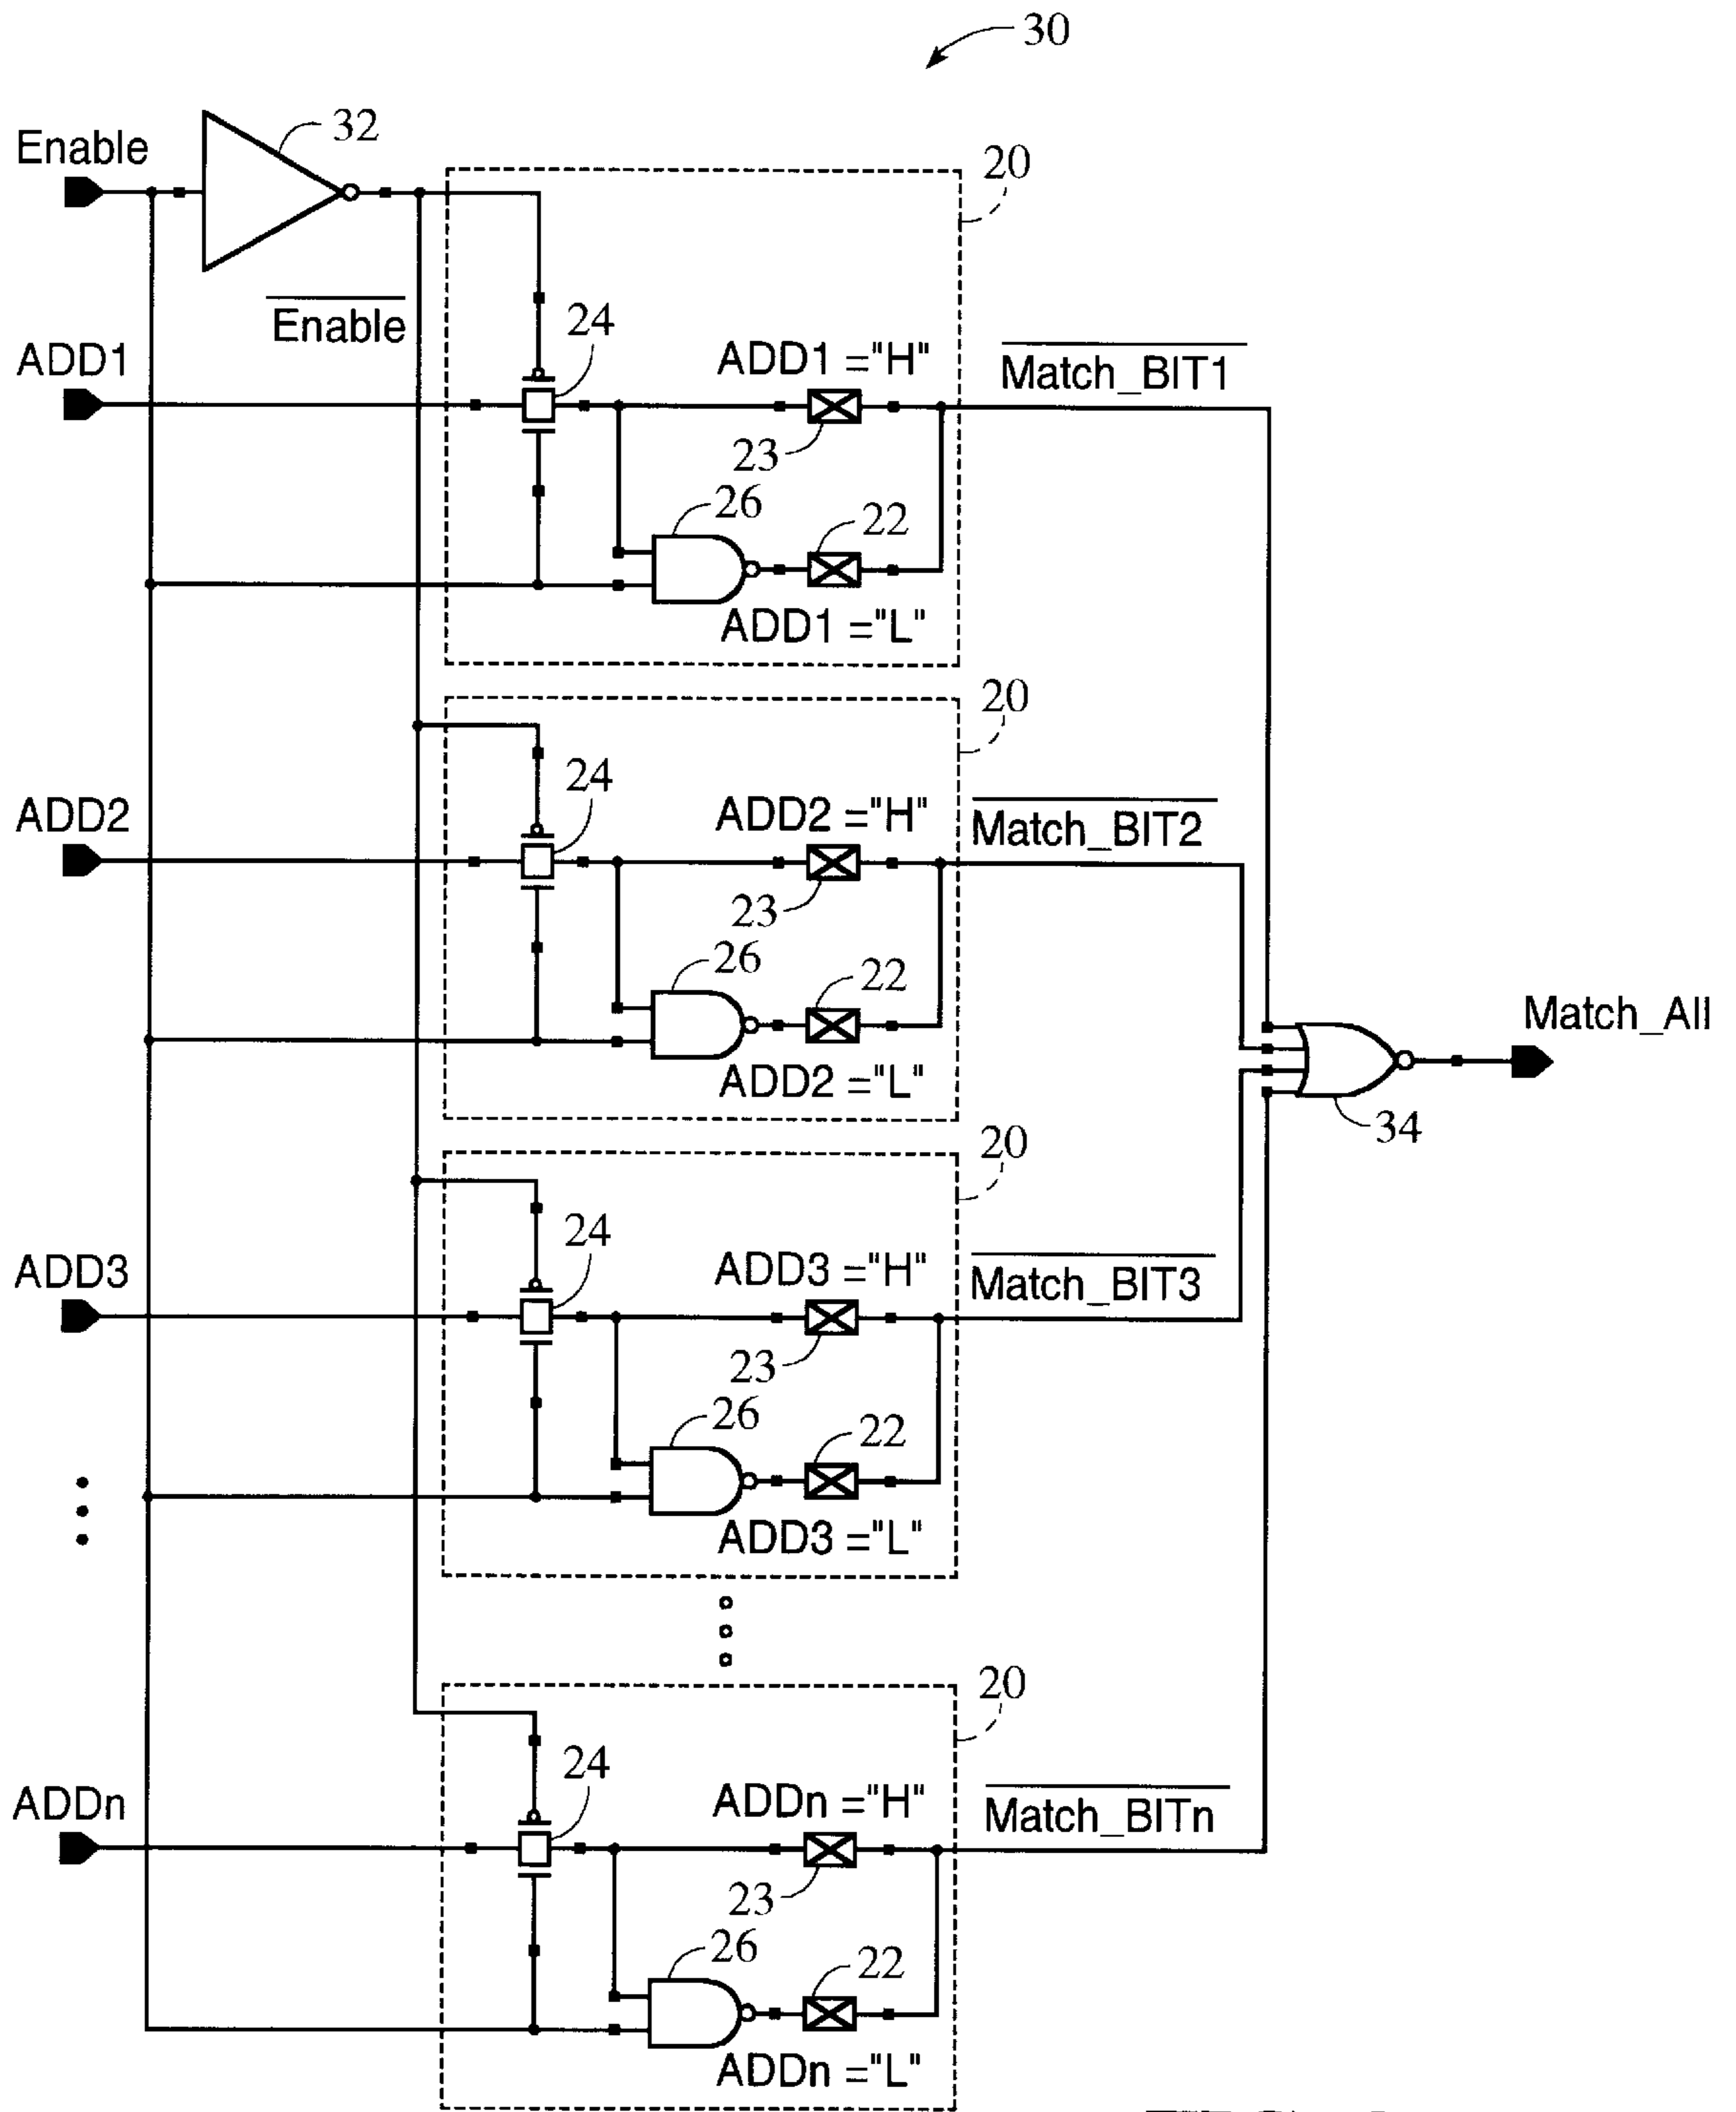 30
Enable
32
20
Enable
24
ADD1
ADD1 ="H"
Match_BIT1
23
26
22
ADD1 ="L"
20
24
ADD2
ADD2 ="H"
Match_BIT2
23
26
22
Match_All
ADD2 ="L"
34
20
24
ADD3
ADD3 ="H"
Match_BIT3
23
26
22
ADD3 ="L"
20
24
ADDn
ADDn ="H"
Match_BITn
23
26
22
ADDn ="L"